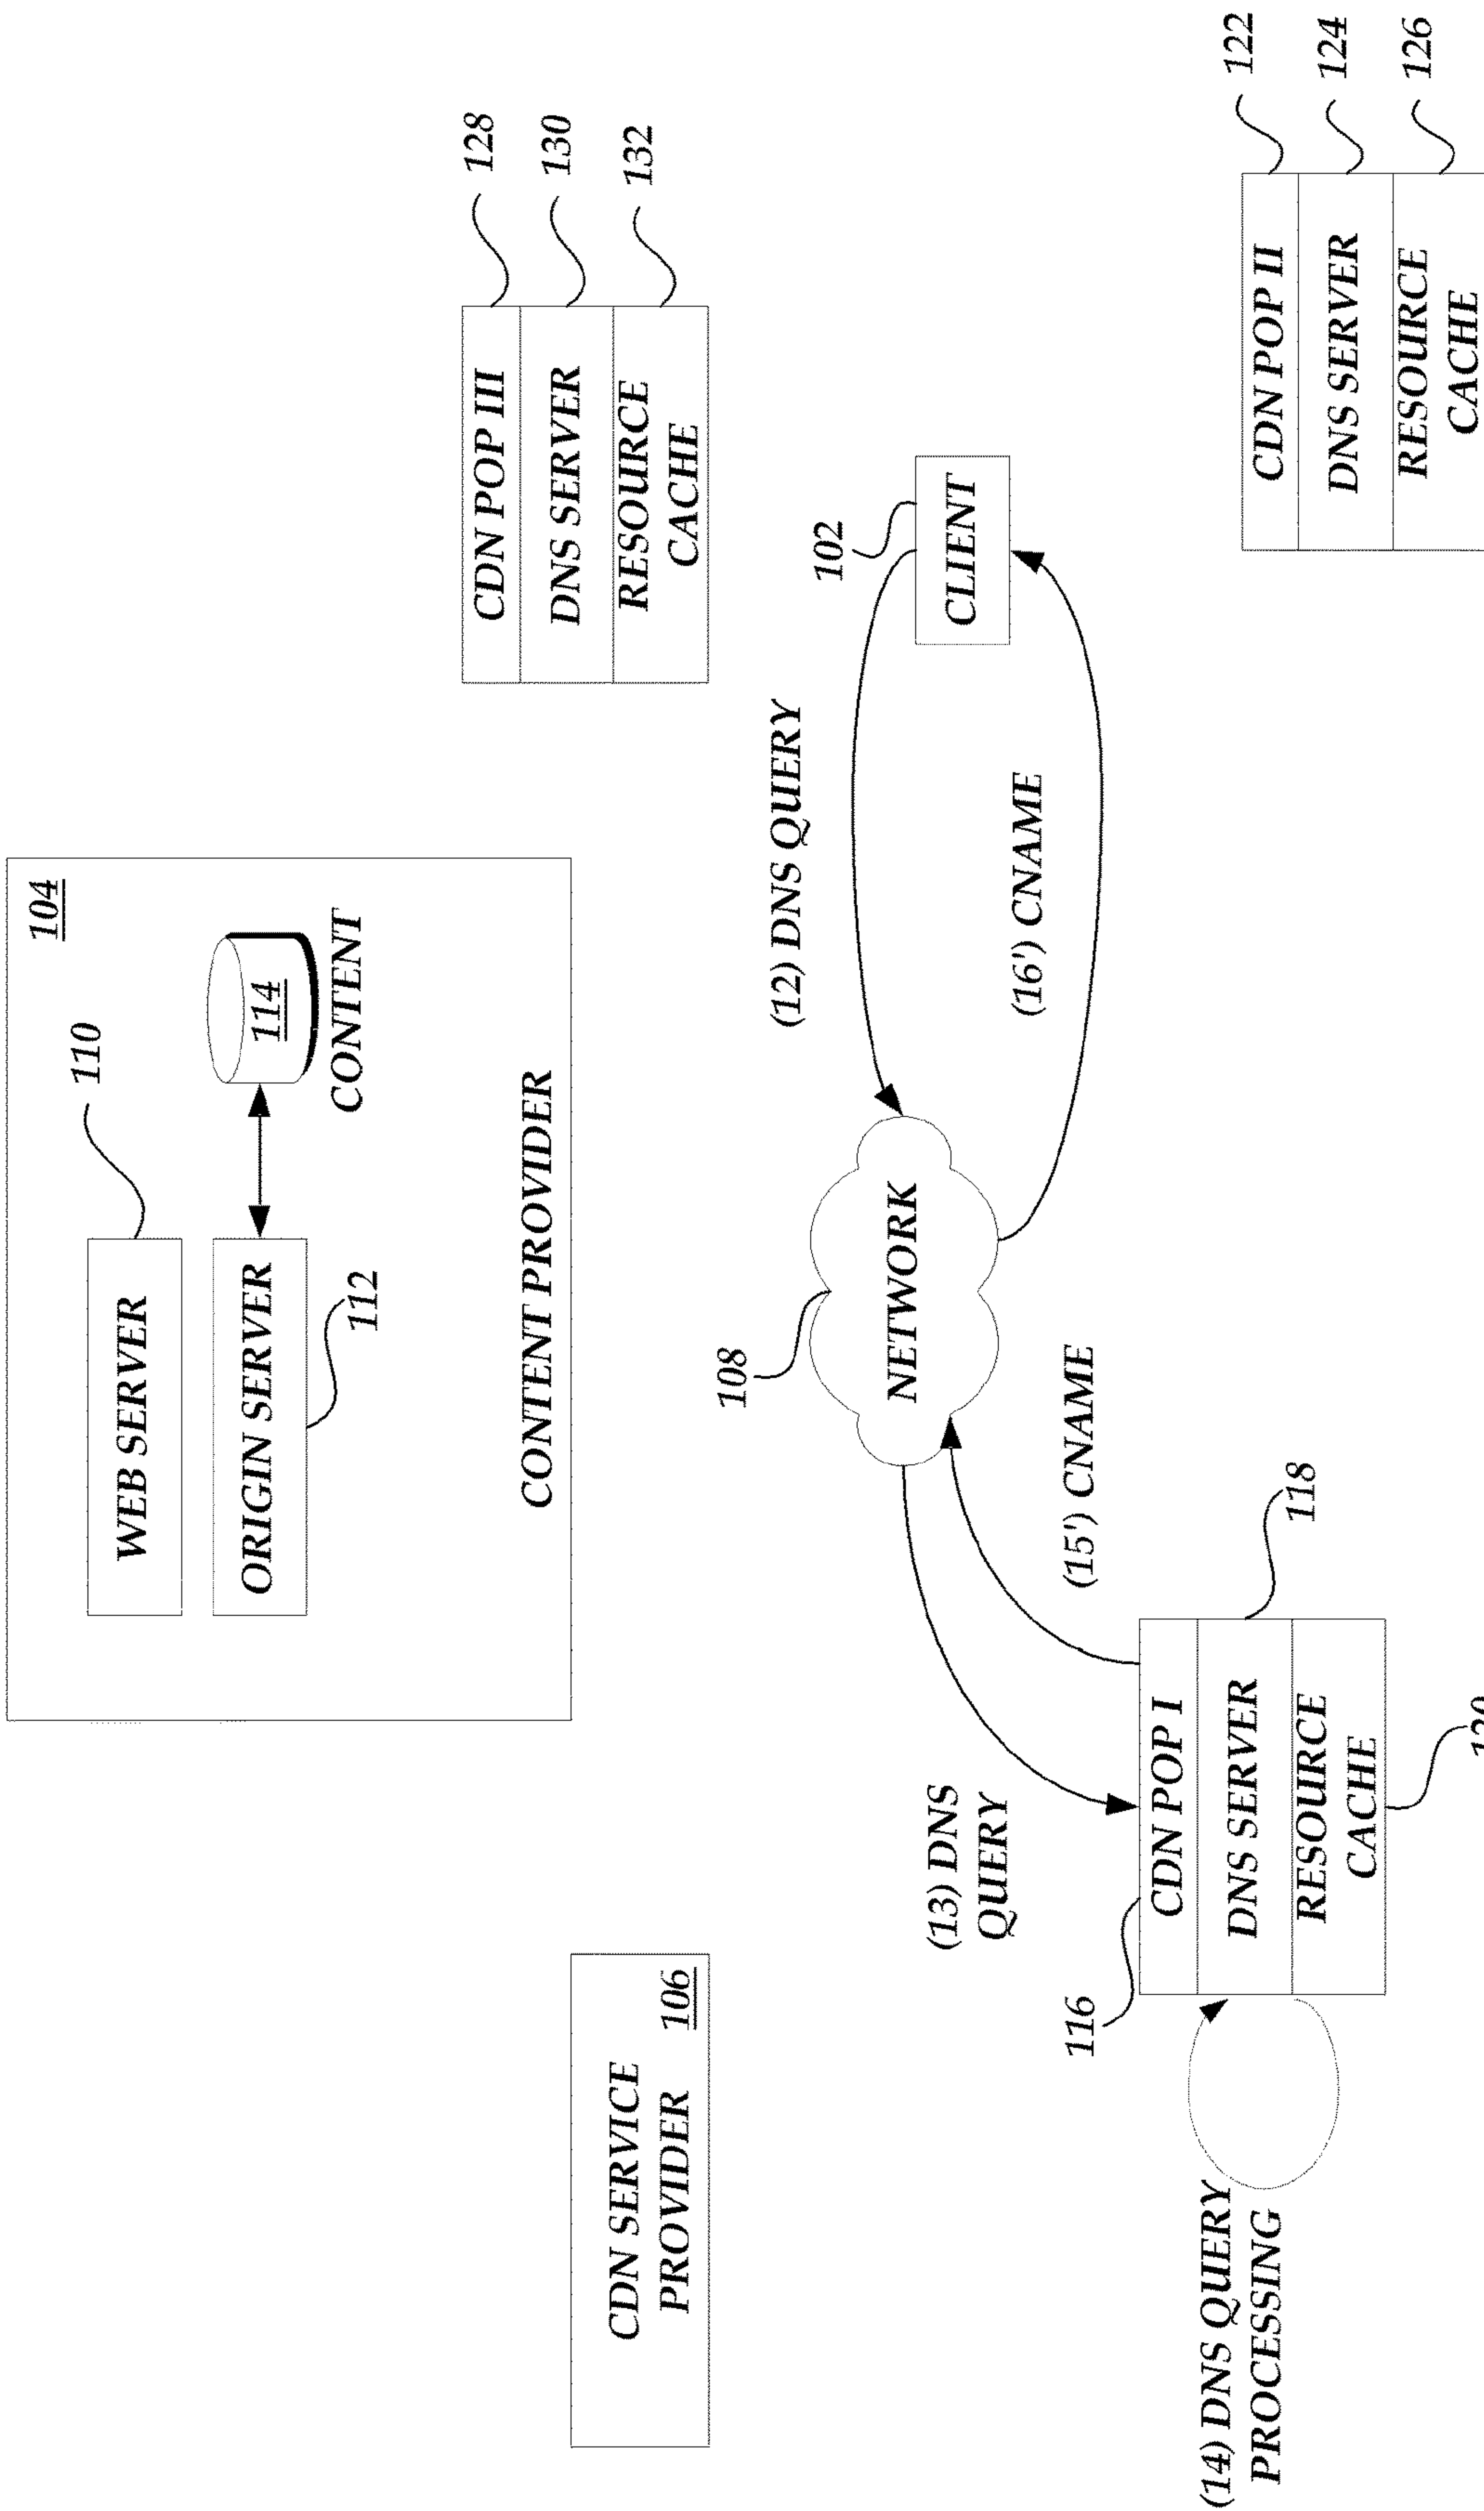 104
110
WEB SERVER
ORIGIN SERVER
114
CONTENT
112
CONTENT PROVIDER
CDN SERVICE
PROVIDER
106
128
CDN POP III
130
DNS SERVER
132
RESOURCE
CACHE
108
(12) DNS QUERY
102
NETWORK
CLIENT
(13) DNS
QUERY
(16') CNAME
(15') CNAME
116
CDN POP I
118
DNS SERVER
RESOURCE
CACHE
(14) DNS QUERY
PROCESSING
122
CDN POP II
124
DNS SERVER
126
RESOURCE
CACHE